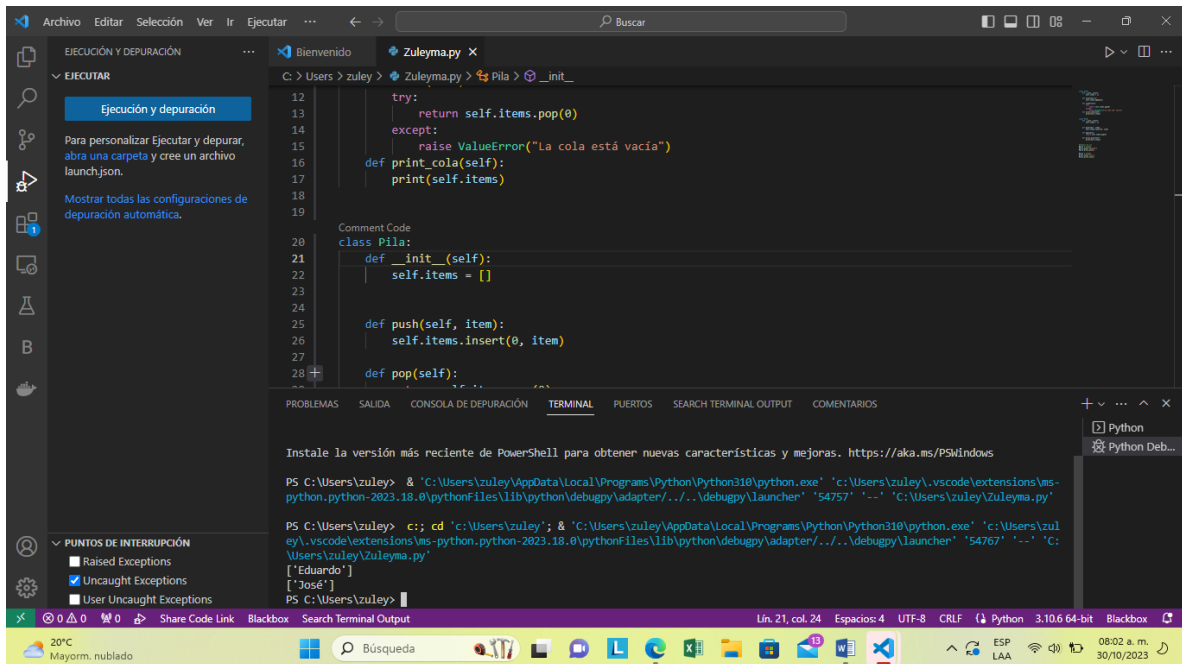 Archivo Editar Selección Ver Ir Ejecutar ··· Buscar
EJECUCIÓN Y DEPURACIÓN ···
EJECUTAR
Ejecución y depuración
Para personalizar Ejecutar y depurar,
abra una carpeta y cree un archivo
launch.json.
Mostrar todas las configuraciones de
depuración automática.
PUNTOS DE INTERRUPCIÓN
Raised Exceptions
Uncaught Exceptions
User Uncaught Exceptions
Bienvenido Zuleyma.py
C: > Users > zuley > Zuleyma.py > Pila > __init__
12 try:
13 return self.items.pop(0)
14 except:
15 raise ValueError("La cola está vacía")
16 def print_cola(self):
17 print(self.items)
18
19
Comment Code
20 class Pila:
21 def __init__(self):
22 self.items = []
23
24
25 def push(self, item):
26 self.items.insert(0, item)
27
28 def pop(self):
PROBLEMAS SALIDA CONSOLA DE DEPURACIÓN TERMINAL PUERTOS SEARCH TERMINAL OUTPUT COMENTARIOS
Python
Python Deb...
Instale la versión más reciente de PowerShell para obtener nuevas características y mejoras. https://aka.ms/PSWindows
PS C:\Users\zuley> & 'C:\Users\zuley\AppData\Local\Programs\Python\Python310\python.exe' 'c:\Users\zuley\.vscode\extensions\ms-
python.python-2023.18.0\pythonFiles\lib\python\debugpy\adapter/../..\debugpy\launcher' '54757' '--' 'C:\Users\zuley\Zuleyma.py'
PS C:\Users\zuley> c:; cd 'c:\Users\zuley'; & 'C:\Users\zuley\AppData\Local\Programs\Python\Python310\python.exe' 'c:\Users\zul
ey\.vscode\extensions\ms-python.python-2023.18.0\pythonFiles\lib\python\debugpy\adapter/../..\debugpy\launcher' '54767' '--' 'C:
\Users\zuley\Zuleyma.py'
['Eduardo']
['José']
PS C:\Users\zuley>
0 0 0 Share Code Link Blackbox Search Terminal Output Lín. 21, col. 24 Espacios: 4 UTF-8 CRLF Python 3.10.6 64-bit Blackbox
20°C
Mayorm. nublado
Búsqueda
13
ESP
LAA
08:02 a. m.
30/10/2023